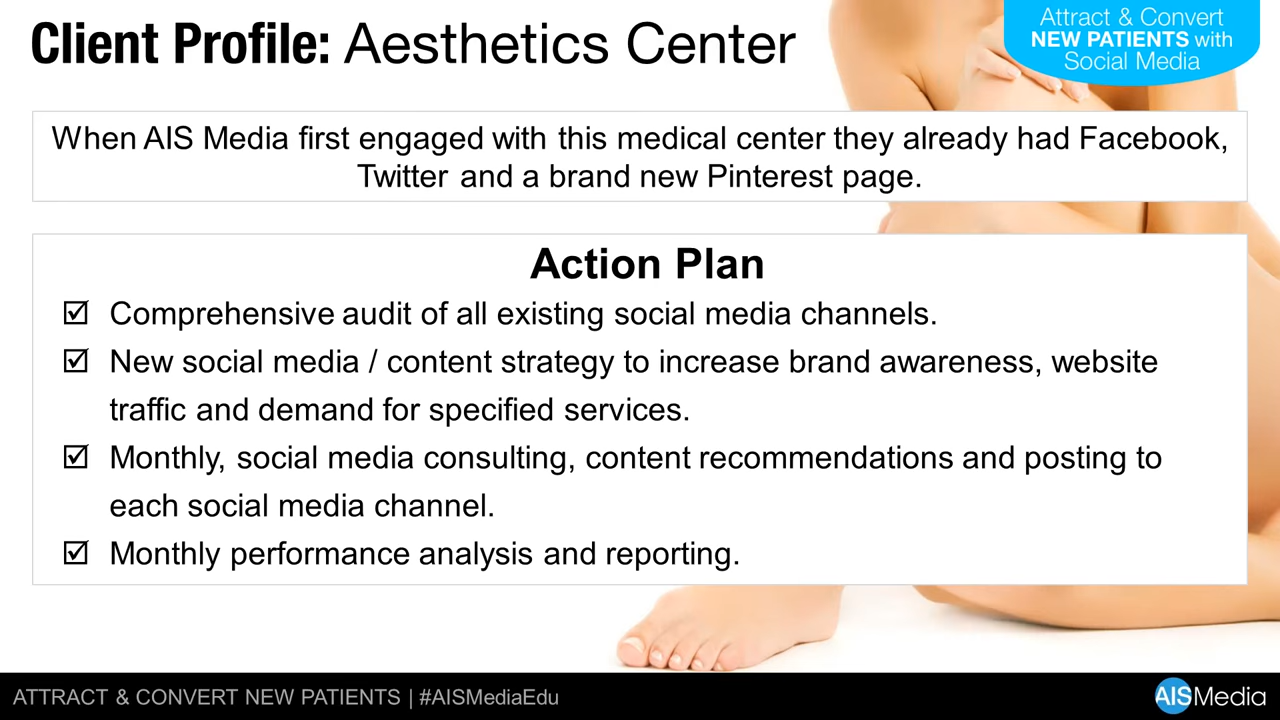 Client Profile: Aesthetics Center
Attract & Convert
NEW PATIENTS with
Social Media
When AIS Media first engaged with this medical center they already had Facebook,
Twitter and a brand new Pinterest page.
Action Plan
Comprehensive audit of all existing social media channels.
New social media / content strategy to increase brand awareness, website
traffic and demand for specified services.
Monthly, social media consulting, content recommendations and posting to
each social media channel.
Monthly performance analysis and reporting.
ATTRACT & CONVERT NEW PATIENTS | #AISMediaEdu
AISMedia